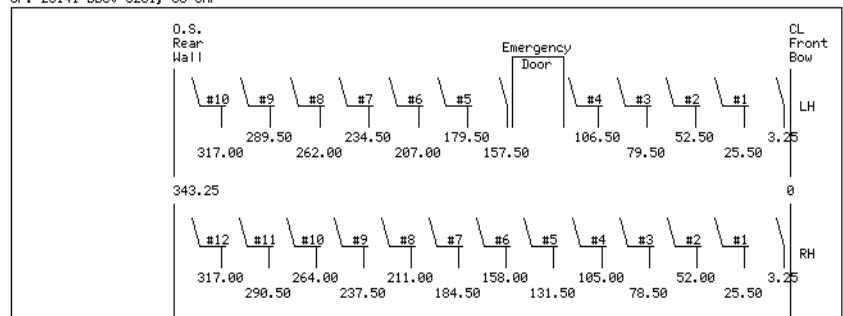 O.S. CL
Rear Front
Wall Emergency Bow
Door
#10 #9 #8 #7 #6 #5 #4 #3 #2 #1 LH
289.50 234.50 179.50 106.50 52.50 3.25
317.00 262.00 207.00 157.50 79.50 25.50
343.25 0
#12 #11 #10 #9 #8 #7 #6 #5 #4 #3 #2 #1 RH
317.00 264.00 211.00 158.00 105.00 52.00 3.25
290.50 237.50 184.50 131.50 78.50 25.50